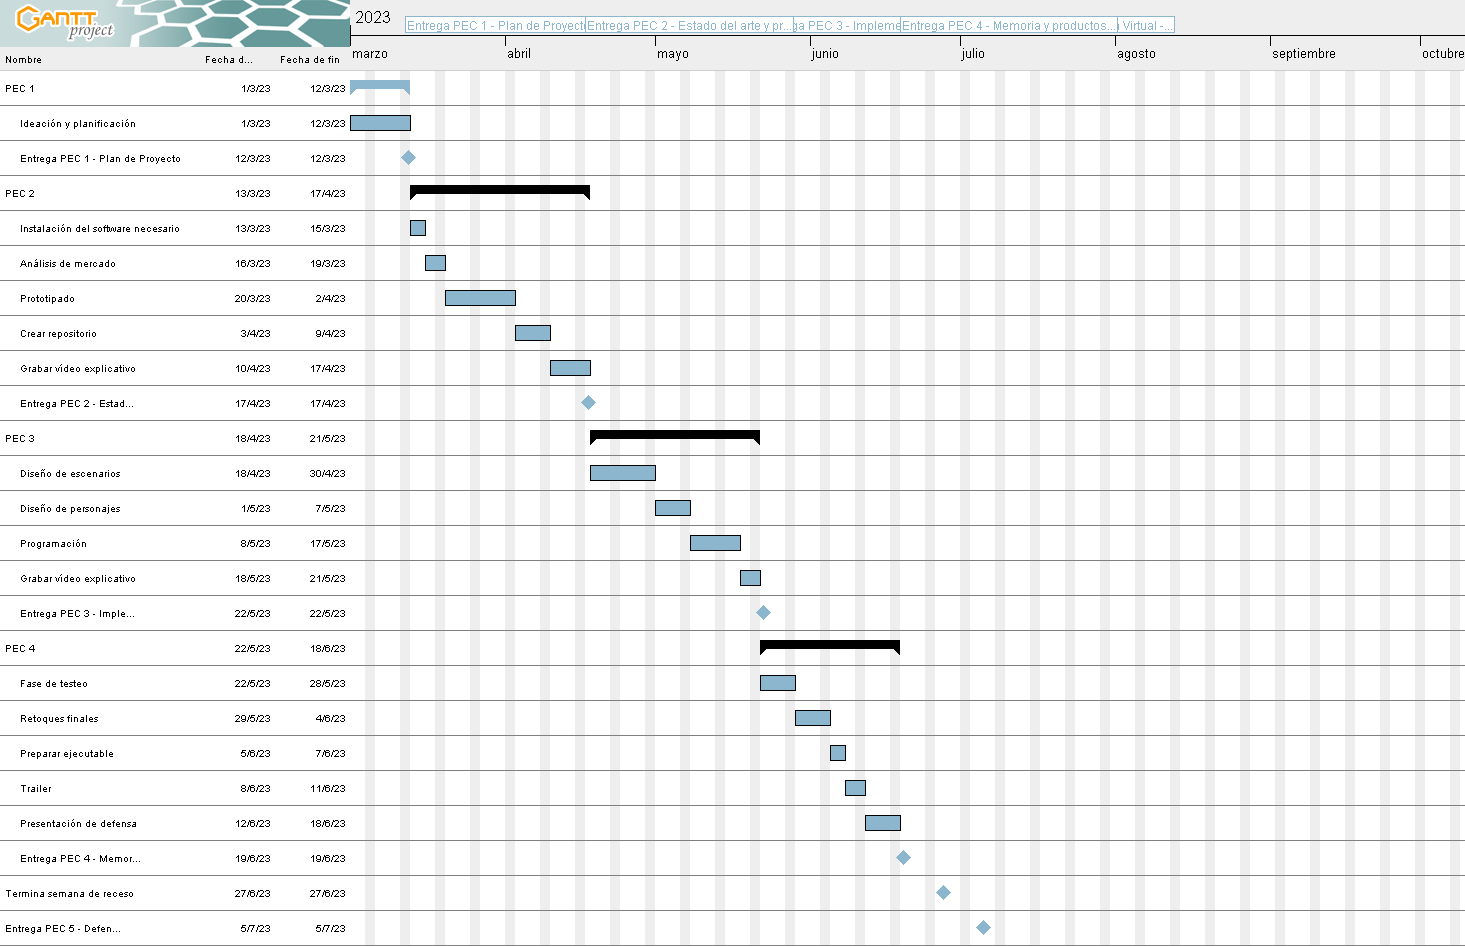 GANTT project
2023
Entrega PEC 1 - Plan de Proyecto
Entrega PEC 2 - Estado del arte y pr...
a PEC 3 - Impleme
Entrega PEC 4 - Memoria y productos...
Virtual -...
marzo abril mayo junio julio agosto septiembre octubre
Nombre Fecha d... Fecha de fin
PEC 1 1/3/23 12/3/23
Ideación y planificación 1/3/23 12/3/23
Entrega PEC 1 - Plan de Proyecto 12/3/23 12/3/23
PEC 2 13/3/23 17/4/23
Instalación del software necesario 13/3/23 15/3/23
Análisis de mercado 16/3/23 19/3/23
Prototipado 20/3/23 2/4/23
Crear repositorio 3/4/23 9/4/23
Grabar vídeo explicativo 10/4/23 17/4/23
Entrega PEC 2 - Estad... 17/4/23 17/4/23
PEC 3 18/4/23 21/5/23
Diseño de escenarios 18/4/23 30/4/23
Diseño de personajes 1/5/23 7/5/23
Programación 8/5/23 17/5/23
Grabar vídeo explicativo 18/5/23 21/5/23
Entrega PEC 3 - Imple... 22/5/23 22/5/23
PEC 4 22/5/23 18/6/23
Fase de testeo 22/5/23 28/5/23
Retoques finales 29/5/23 4/6/23
Preparar ejecutable 5/6/23 7/6/23
Trailer 8/6/23 11/6/23
Presentación de defensa 12/6/23 18/6/23
Entrega PEC 4 - Memor... 19/6/23 19/6/23
Termina semana de receso 27/6/23 27/6/23
Entrega PEC 5 - Defen... 5/7/23 5/7/23